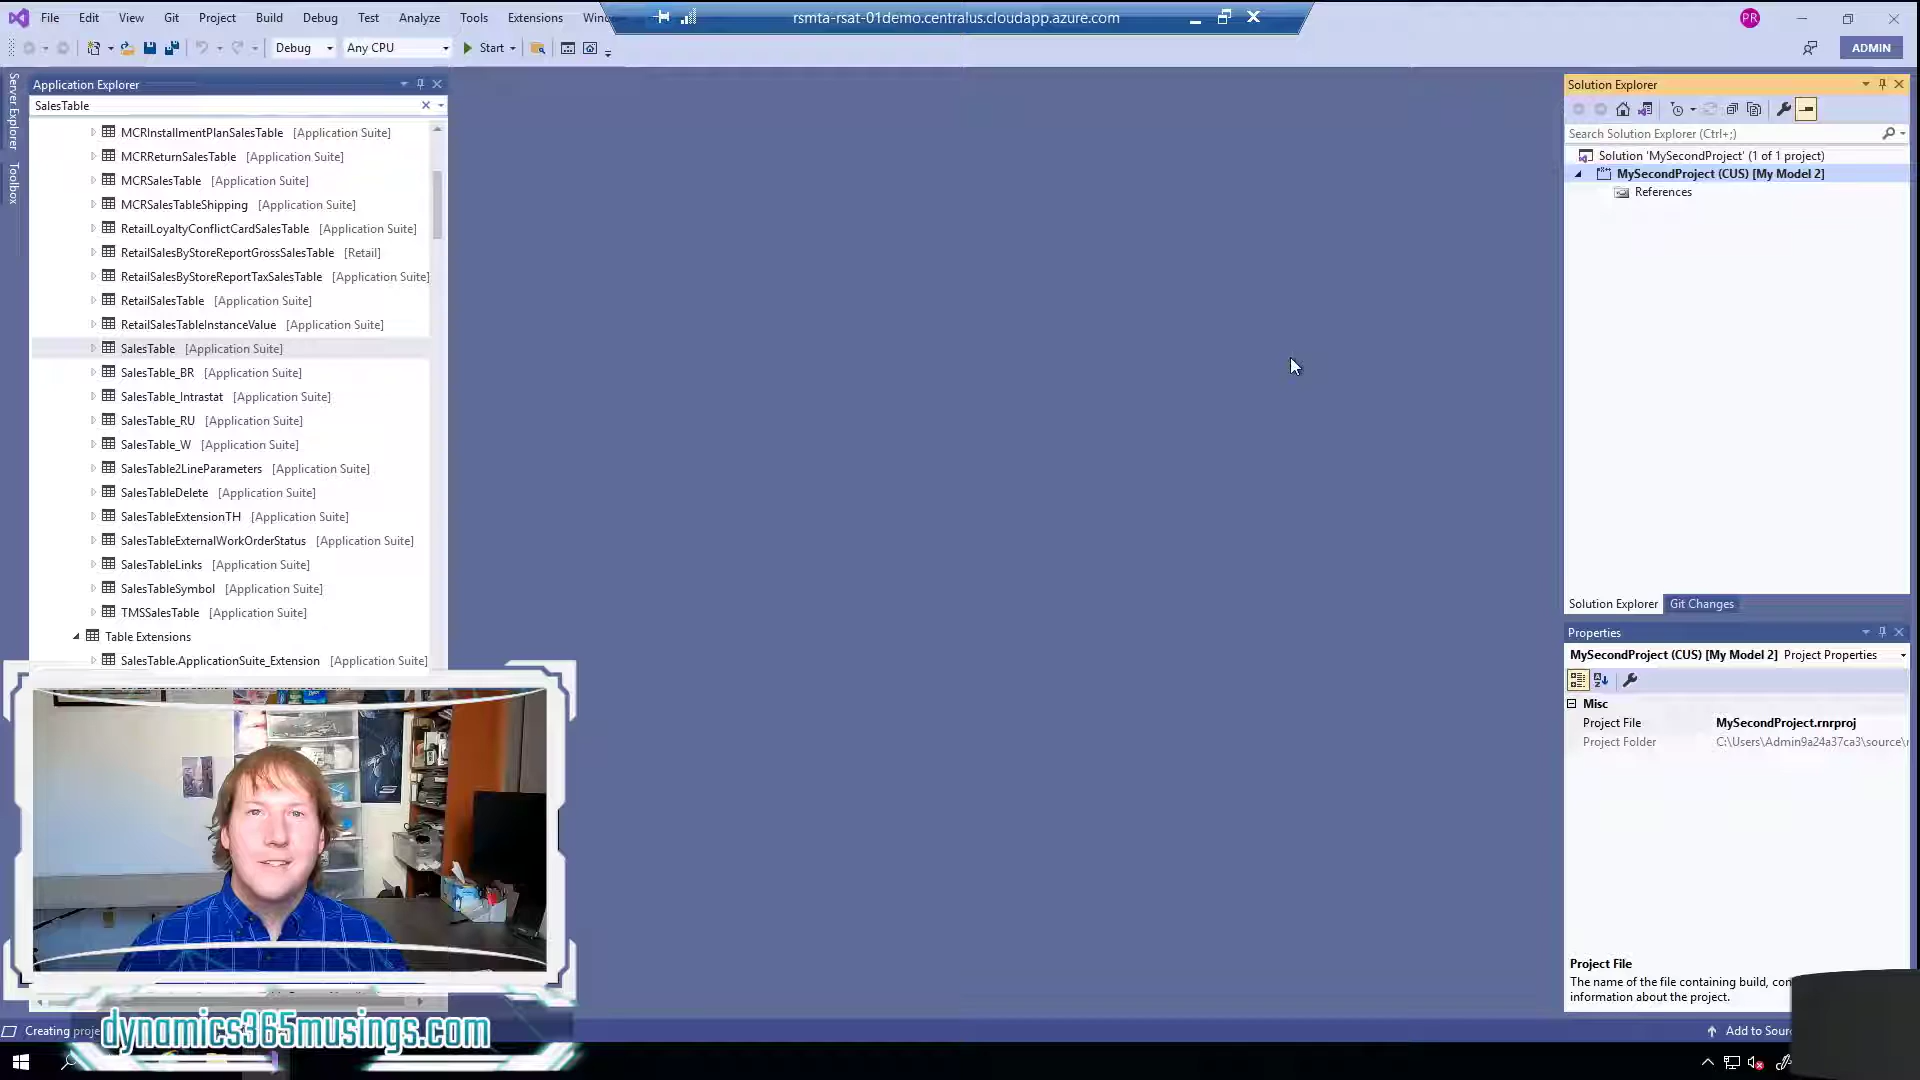 File Edit View Git Project Build Debug Test Analyze Tools Extensions
rsmta-rsat-01demo.centralus.cloudapp.azure.com
PR
Debug Any CPU Start
ADMIN
Server Explorer
Toolbox
Application Explorer
SalesTable
MCRInstallmentPlanSalesTable [Application Suite]
MCRReturnSalesTable [Application Suite]
MCRSalesTable [Application Suite]
MCRSalesTableShipping [Application Suite]
RetailLoyaltyConflictCardSalesTable [Application Suite]
RetailSalesByStoreReportGrossSalesTable [Retail]
RetailSalesByStoreReportTaxSalesTable [Application Suite]
RetailSalesTable [Application Suite]
RetailSalesTableInstanceValue [Application Suite]
SalesTable [Application Suite]
SalesTable_BR [Application Suite]
SalesTable_Intrastat [Application Suite]
SalesTable_RU [Application Suite]
SalesTable_W [Application Suite]
SalesTable2LineParameters [Application Suite]
SalesTableDelete [Application Suite]
SalesTableExtensionTH [Application Suite]
SalesTableExternalWorkOrderStatus [Application Suite]
SalesTableLinks [Application Suite]
SalesTableSymbol [Application Suite]
TMSSalesTable [Application Suite]
Table Extensions
SalesTable.ApplicationSuite_Extension [Application Suite]
Solution Explorer
Search Solution Explorer (Ctrl+;)
Solution 'MySecondProject' (1 of 1 project)
MySecondProject (CUS) [My Model 2]
References
Solution Explorer Git Changes
Properties
MySecondProject (CUS) [My Model 2] Project Properties
Misc
Project File MySecondProject.rnrproj
Project Folder C:\Users\Admin9a24a37ca3\source\
Project File
The name of the file containing build,
information about the project.
Creating
dynamics365musings.com
Add to